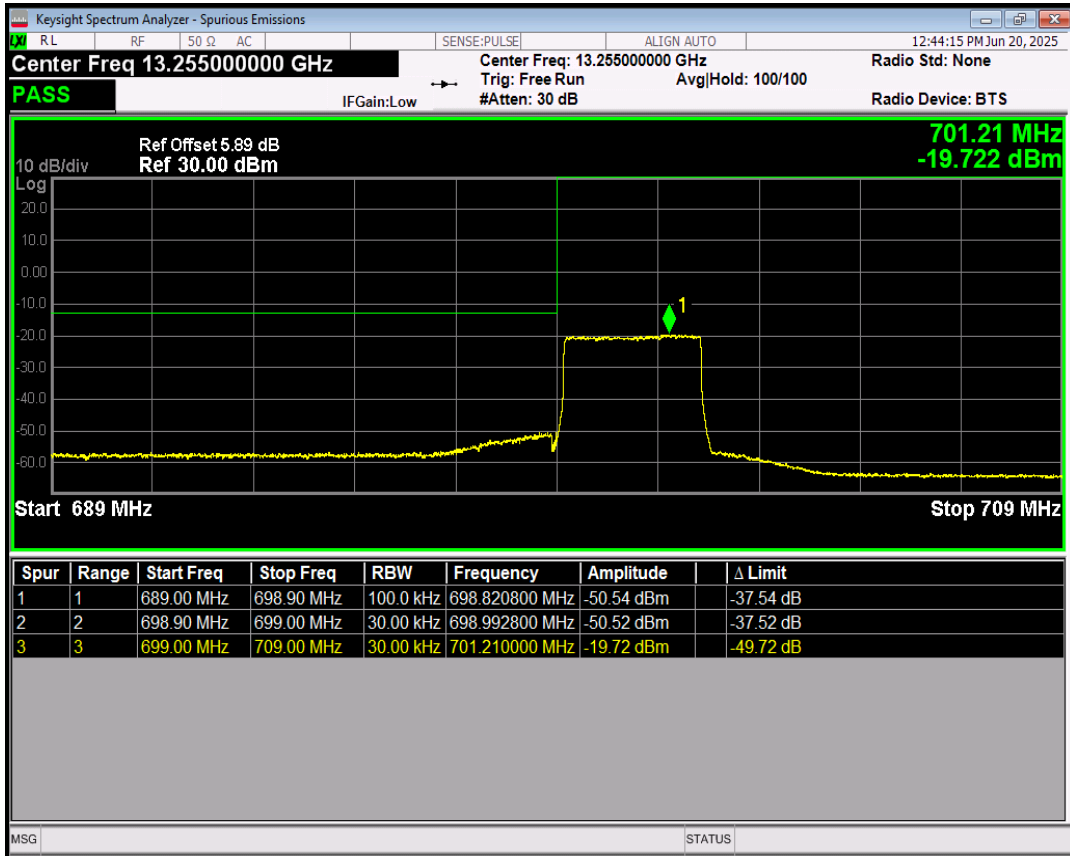 Keysight Spectrum Analyzer - Spurious Emissions
LXI RL RF 50 Ω AC SENSE:PULSE ALIGN AUTO 12:44:15 PM Jun 20, 2025
Center Freq 13.255000000 GHz Center Freq: 13.255000000 GHz Radio Std: None
Trig: Free Run Avg|Hold: 100/100
PASS IFGain:Low #Atten: 30 dB Radio Device: BTS
701.21 MHz
Ref Offset 5.89 dB
10 dB/div Ref 30.00 dBm -19.722 dBm
Log
20.0
10.0
0.00
-10.0
1
-20.0
-30.0
-40.0
-50.0
-60.0
Start 689 MHz Stop 709 MHz
Spur Range Start Freq Stop Freq RBW Frequency Amplitude Δ Limit
1 1 689.00 MHz 698.90 MHz 100.0 kHz 698.820800 MHz -50.54 dBm -37.54 dB
2 2 698.90 MHz 699.00 MHz 30.00 kHz 698.992800 MHz -50.52 dBm -37.52 dB
3 3 699.00 MHz 709.00 MHz 30.00 kHz 701.210000 MHz -19.72 dBm -49.72 dB
MSG STATUS